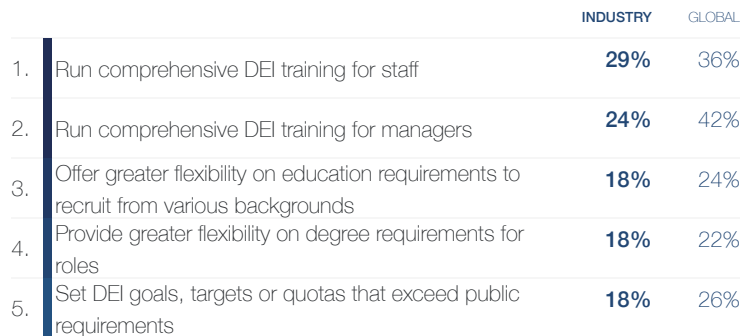 INDUSTRY GLOBAL
1. Run comprehensive DEI training for staff 29% 36%
2. Run comprehensive DEI training for managers 24% 42%
3. Offer greater flexibility on education requirements to
recruit from various backgrounds 18% 24%
4. Provide greater flexibility on degree requirements for
roles 18% 22%
5. Set DEI goals, targets or quotas that exceed public
requirements 18% 26%